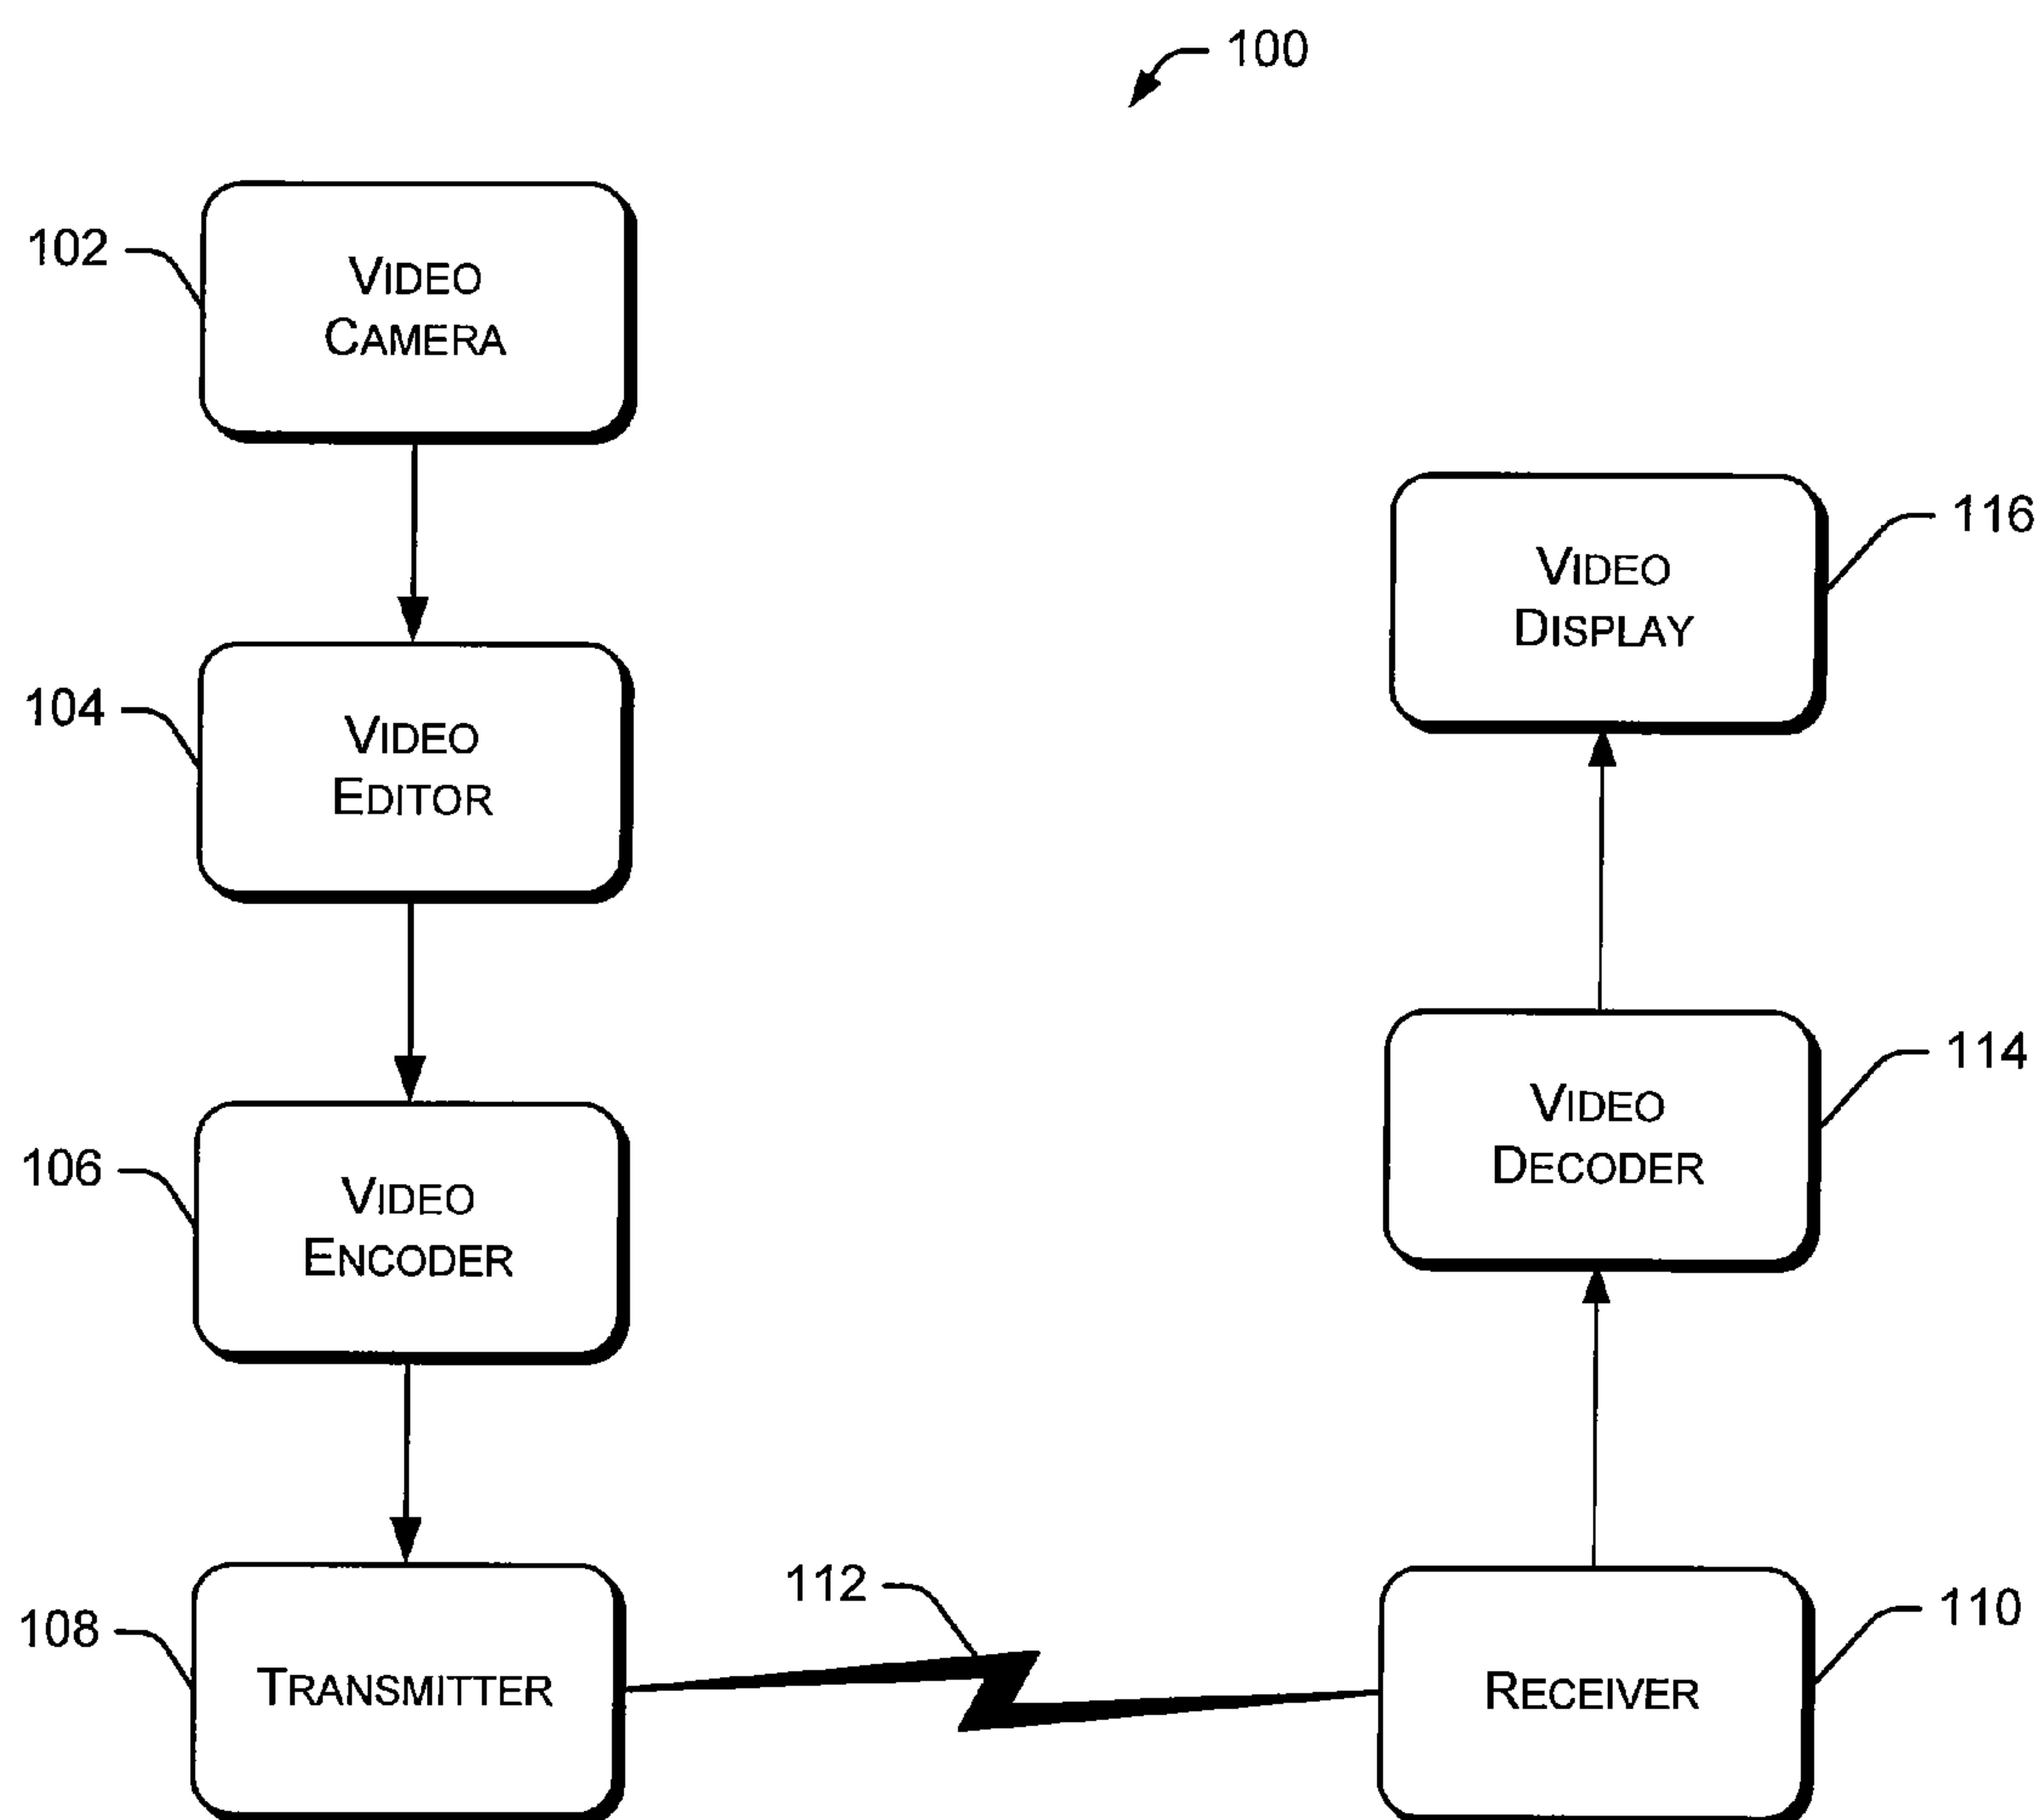 100
102
VIDEO
CAMERA
116
VIDEO
DISPLAY
104
VIDEO
EDITOR
114
VIDEO
DECODER
106
VIDEO
ENCODER
112
110
108
TRANSMITTER
RECEIVER